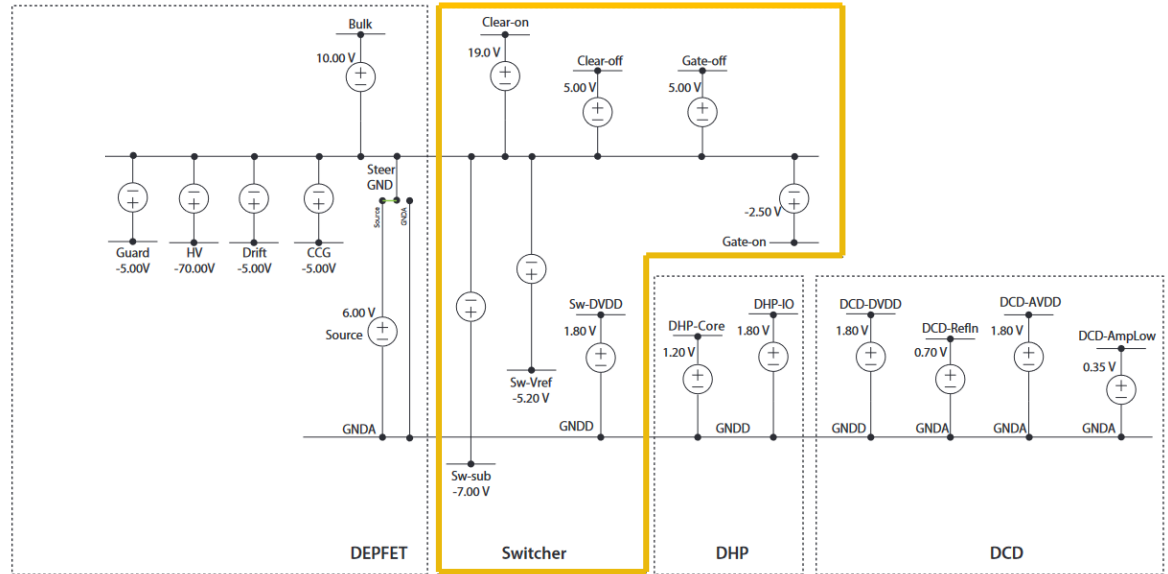 Bulk
10.00 V
Clear-on
19.0 V
Clear-off
5.00 V
Gate-off
5.00 V
Steer
GND
Source
GNDA
-2.50 V
Gate-on
Guard
-5.00V
HV
-70.00V
Drift
-5.00V
CCG
-5.00V
6.00 V
Source
Sw-Vref
-5.20 V
Sw-DVDD
1.80 V
DHP-Core
1.20 V
DHP-IO
1.80 V
DCD-DVDD
1.80 V
DCD-RefIn
0.70 V
DCD-AVDD
1.80 V
DCD-AmpLow
0.35 V
GNDA
GNDD
GNDD
GNDD
GNDA
GNDA
GNDA
Sw-sub
-7.00 V
DEPFET
Switcher
DHP
DCD